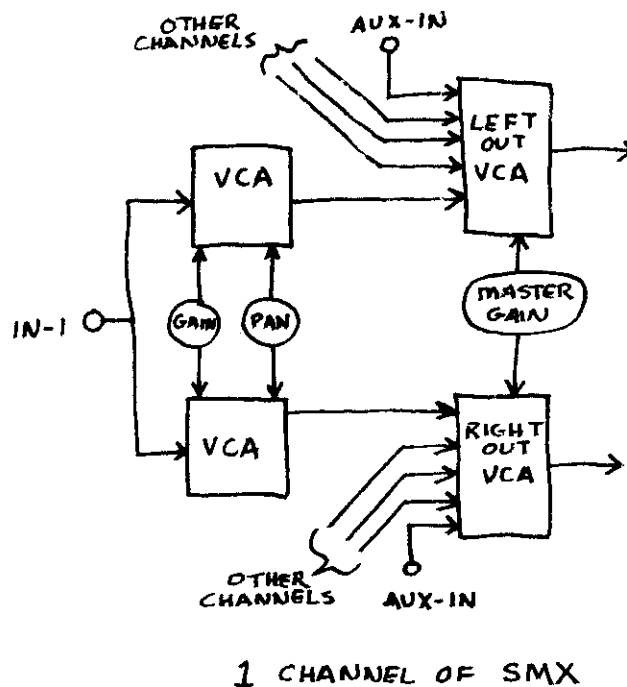 OTHER
CHANNELS
AUX-IN
LEFT
OUT
VCA
VCA
IN-1
GAIN
PAN
MASTER
GAIN
VCA
RIGHT
OUT
VCA
OTHER
CHANNELS
AUX-IN
1 CHANNEL OF SMX